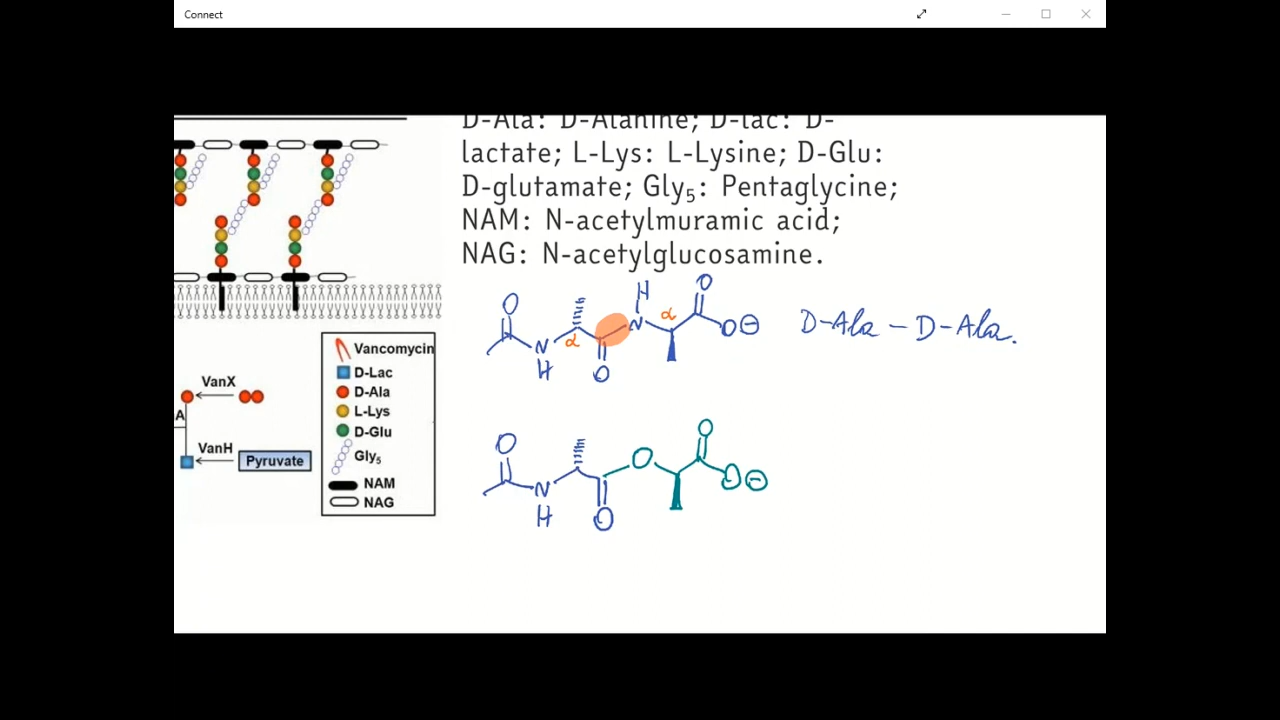 Connect
D-Ala: D-Alanine; D-lac: D-
lactate; L-Lys: L-Lysine; D-Glu:
D-glutamate; Gly5: Pentaglycine;
NAM: N-acetylmuramic acid;
NAG: N-acetylglucosamine.
O
H
N
H
α
O
N
α
O
O⊖
D-Ala – D-Ala.
O
N
H
O
O
O
O⊖
Vancomycin
D-Lac
D-Ala
L-Lys
D-Glu
Gly5
NAM
NAG
VanX
A
VanH
Pyruvate